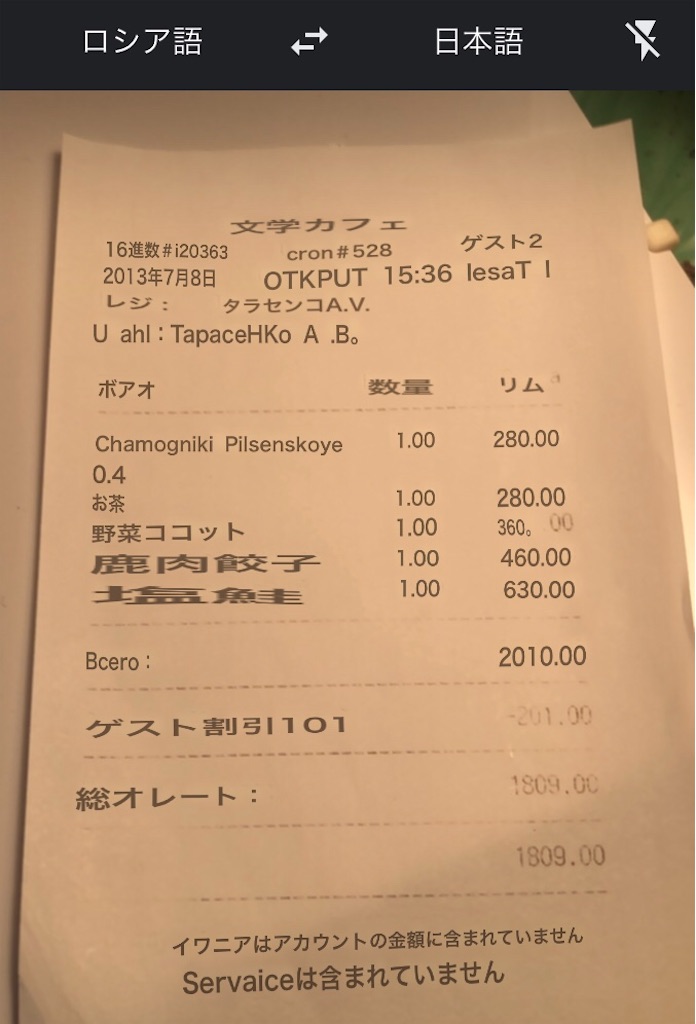 ロシア語 日本語
文学カフェ
16進数#i20363 cron#528 ゲスト2
2013年7月8日 OTKPUT 15:36 lesaT l
レジ: タラセンコA.V.
U ahl:TapaceHKo A .B。
ボアオ 数量 リム
Chamogniki Pilsenskoye 1.00 280.00
0.4
お茶 1.00 280.00
野菜ココット 1.00 360。 00
鹿肉餃子 1.00 460.00
塩鮭 1.00 630.00
Bcero: 2010.00
ゲスト割引101 -201.00
総オレート: 1809.00
1809.00
イワニアはアカウントの金額に含まれていません
Servaiceは含まれていません